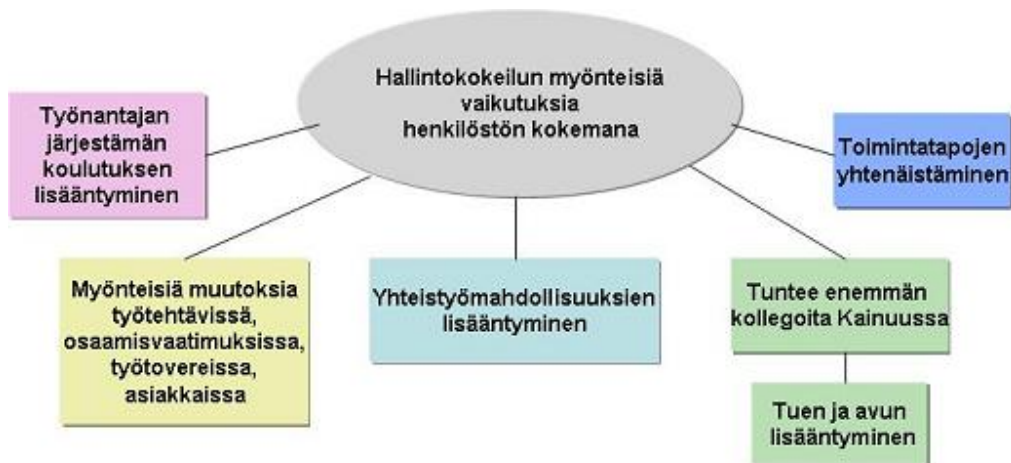 Hallintokokeilun myönteisiä
vaikutuksia
henkilöstön kokemana
Työnantajan
järjestämän
koulutuksen
lisääntyminen
Toimintatapojen
yhtenäistäminen
Myönteisiä muutoksia
työtehtävissä,
osaamisvaatimuksissa,
työtovereissa,
asiakkaissa
Yhteistyömahdollisuuksien
lisääntyminen
Tuntee enemmän
kollegoita Kainuussa
Tuen ja avun
lisääntyminen